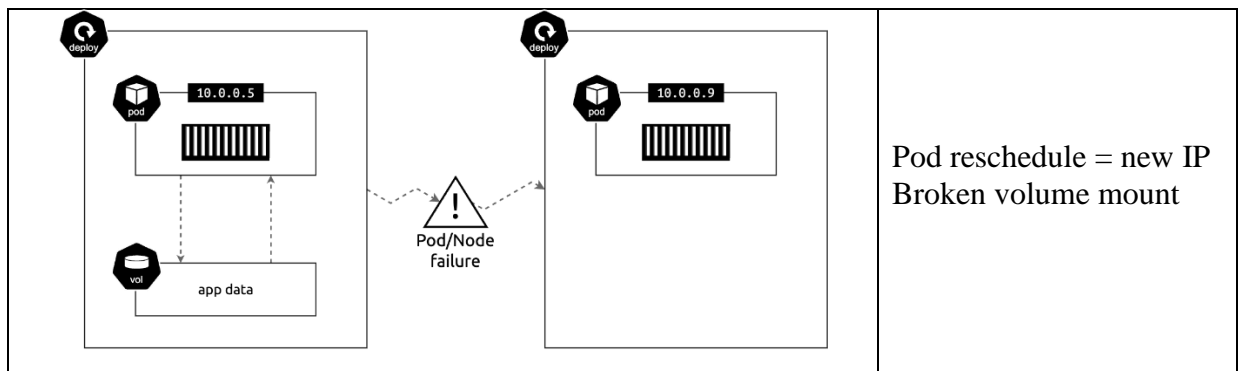 deploy
deploy
10.0.0.5
10.0.0.9
pod
pod
Pod reschedule = new IP
Broken volume mount
!
Pod/Node
failure
vol
app data